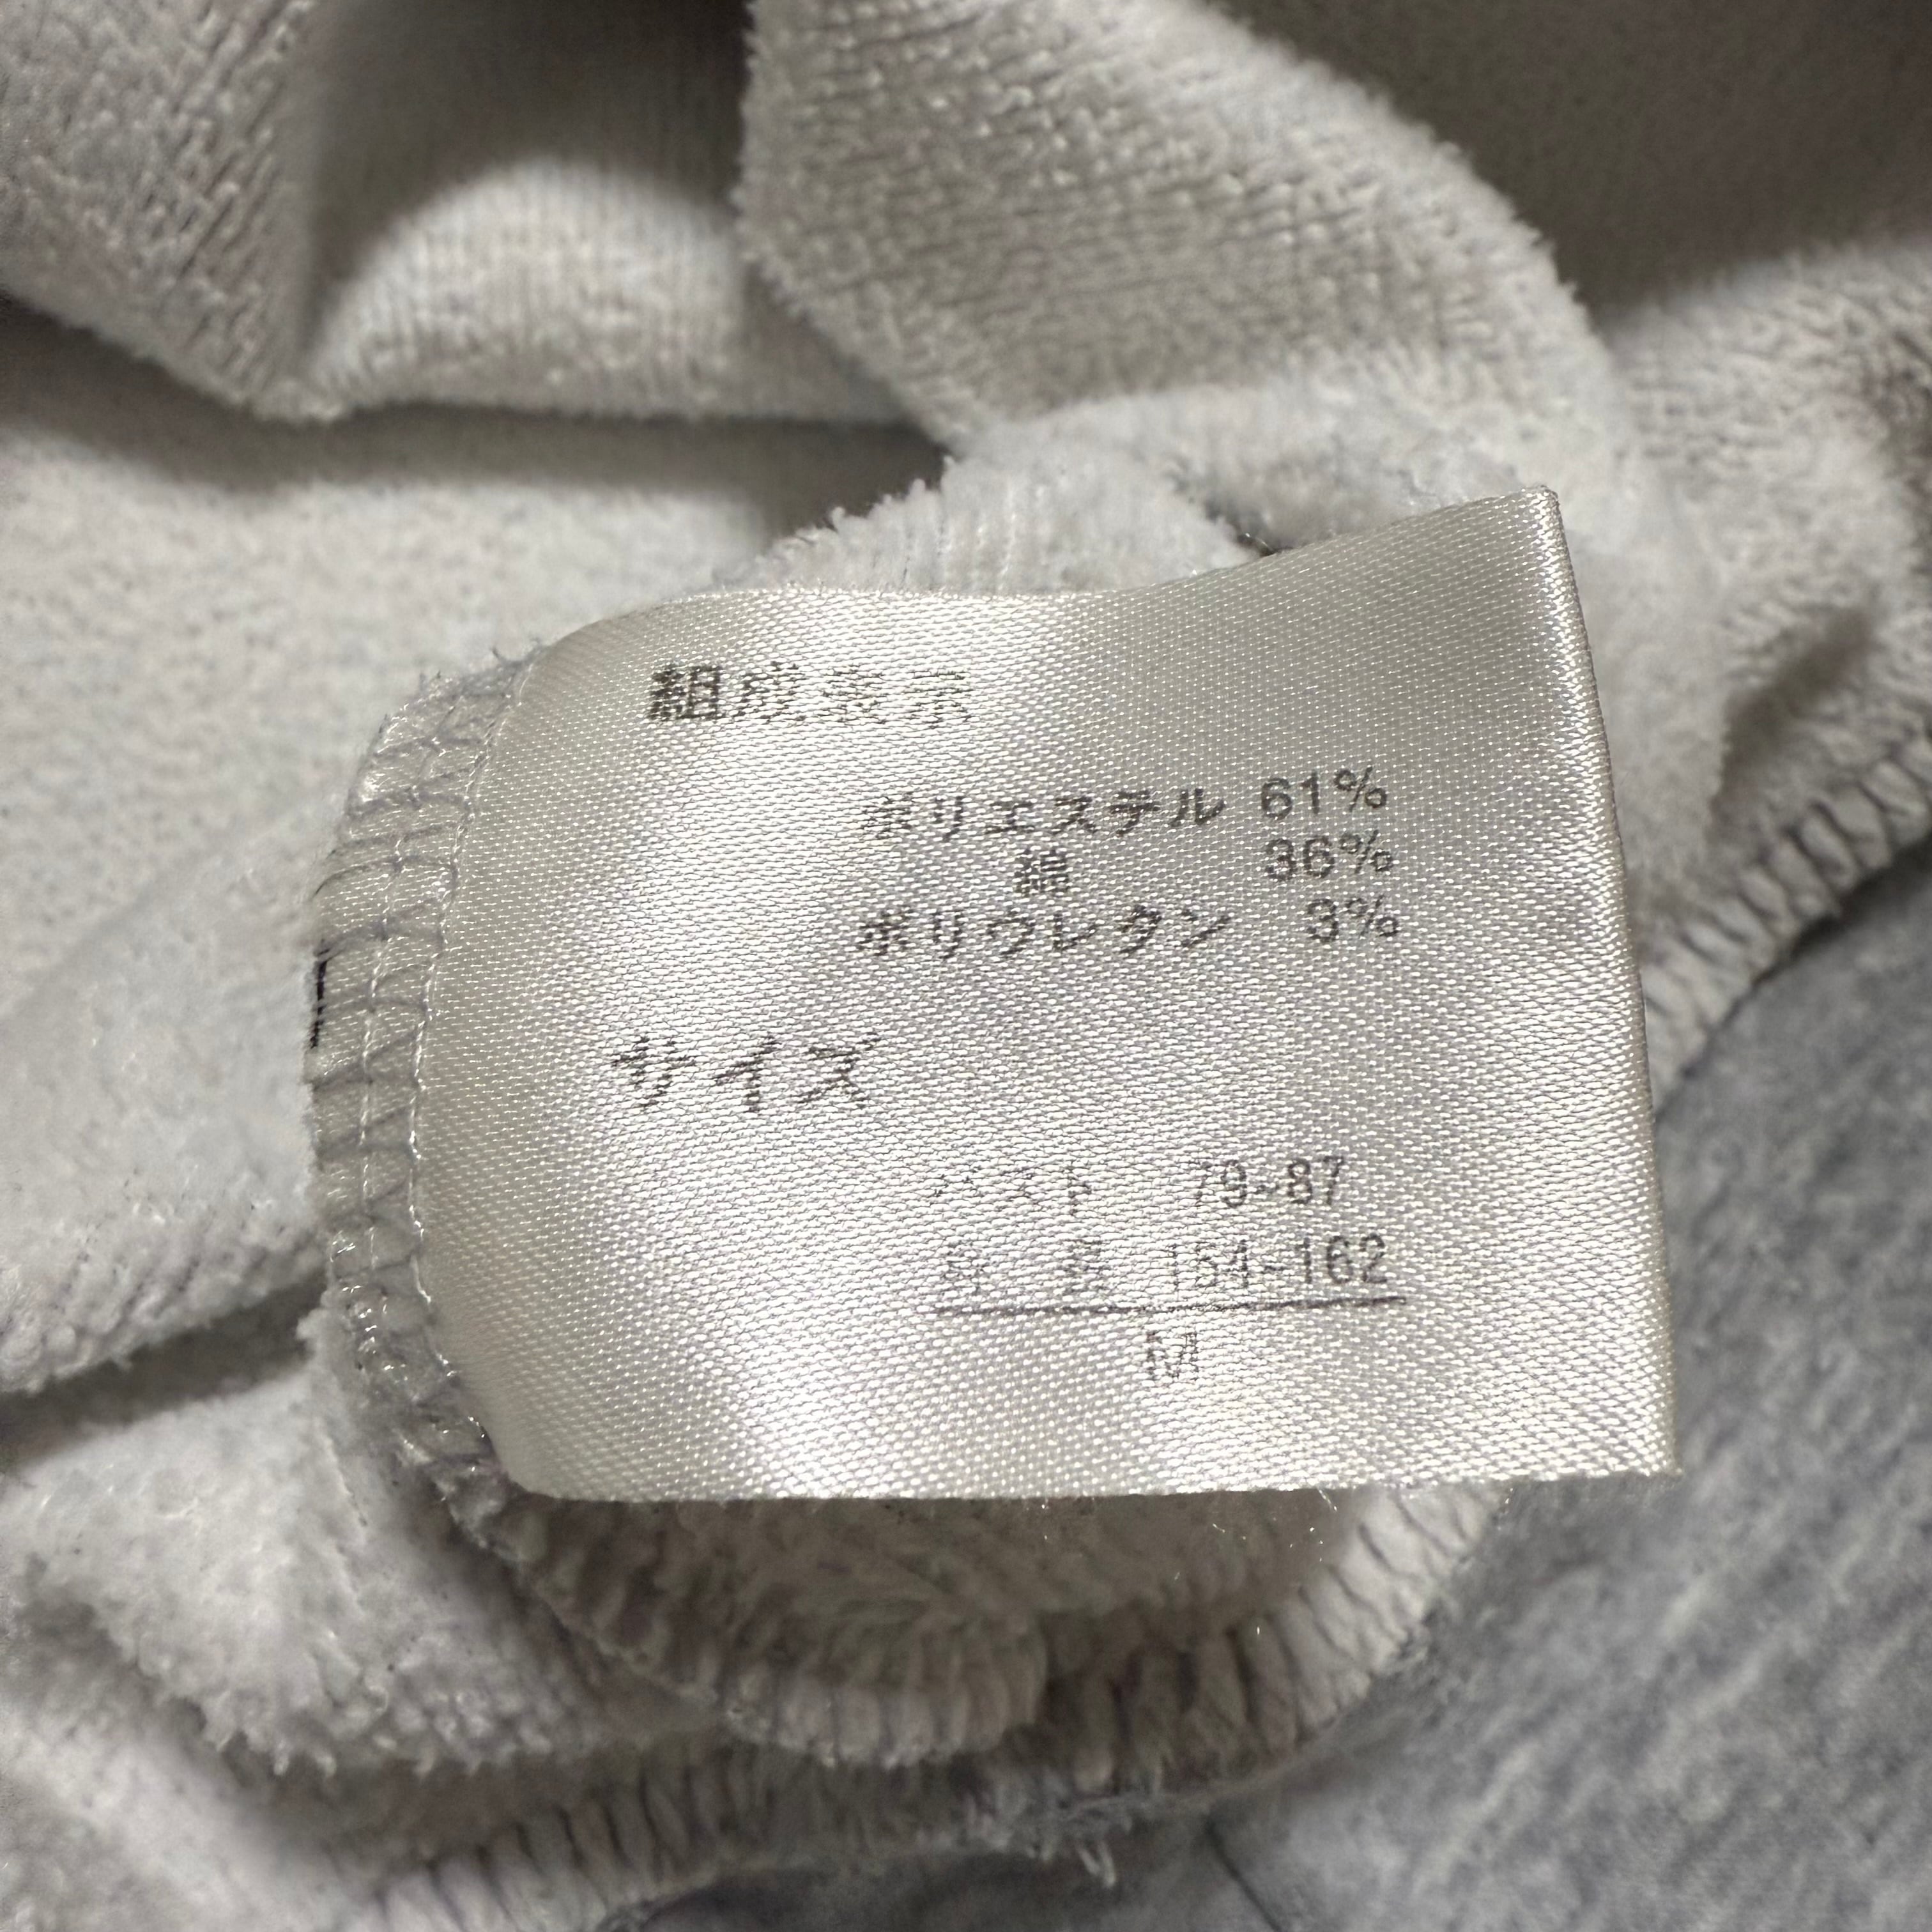 組成表示
ポリエステル 61%
綿 36%
ポリウレタン 3%
サイズ
バスト 79~87
身長 154~162
M